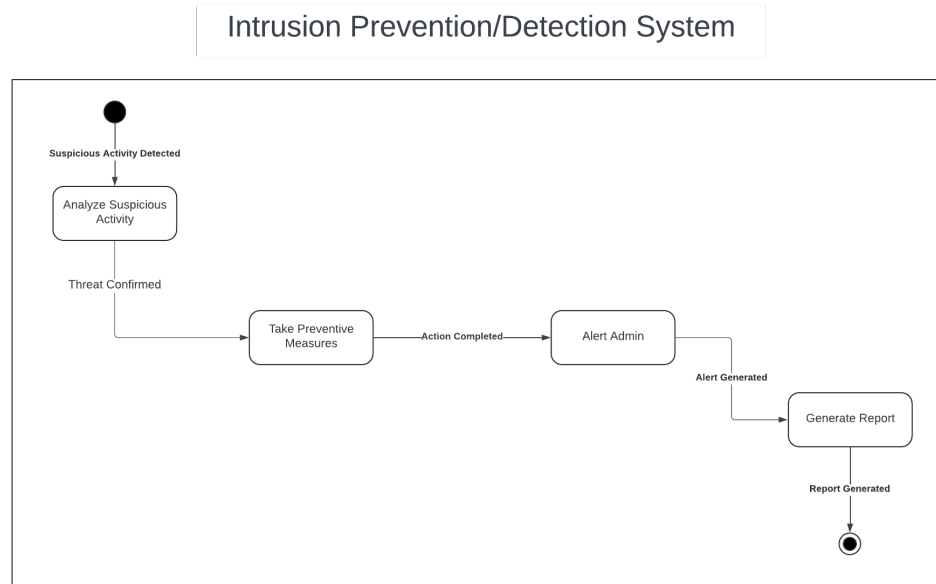 Intrusion Prevention/Detection System
Suspicious Activity Detected
Analyze Suspicious
Activity
Threat Confirmed
Take Preventive
Measures
Action Completed
Alert Admin
Alert Generated
Generate Report
Report Generated